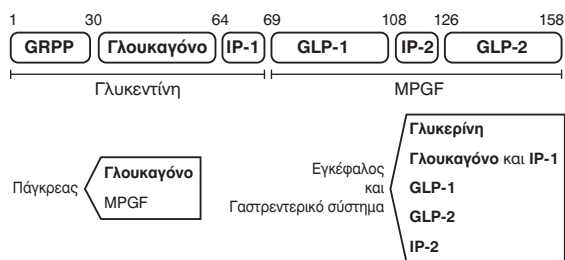 1 30 64 69 108 126 158
GRPP Γλουκαγόνο IP-1 GLP-1 IP-2 GLP-2
Γλυκεντίνη MPGF
Πάγκρεας
Γλουκαγόνο
MPGF
Εγκέφαλος
και
Γαστρεντερικό σύστημα
Γλυκερίνη
Γλουκαγόνο και IP-1
GLP-1
GLP-2
IP-2